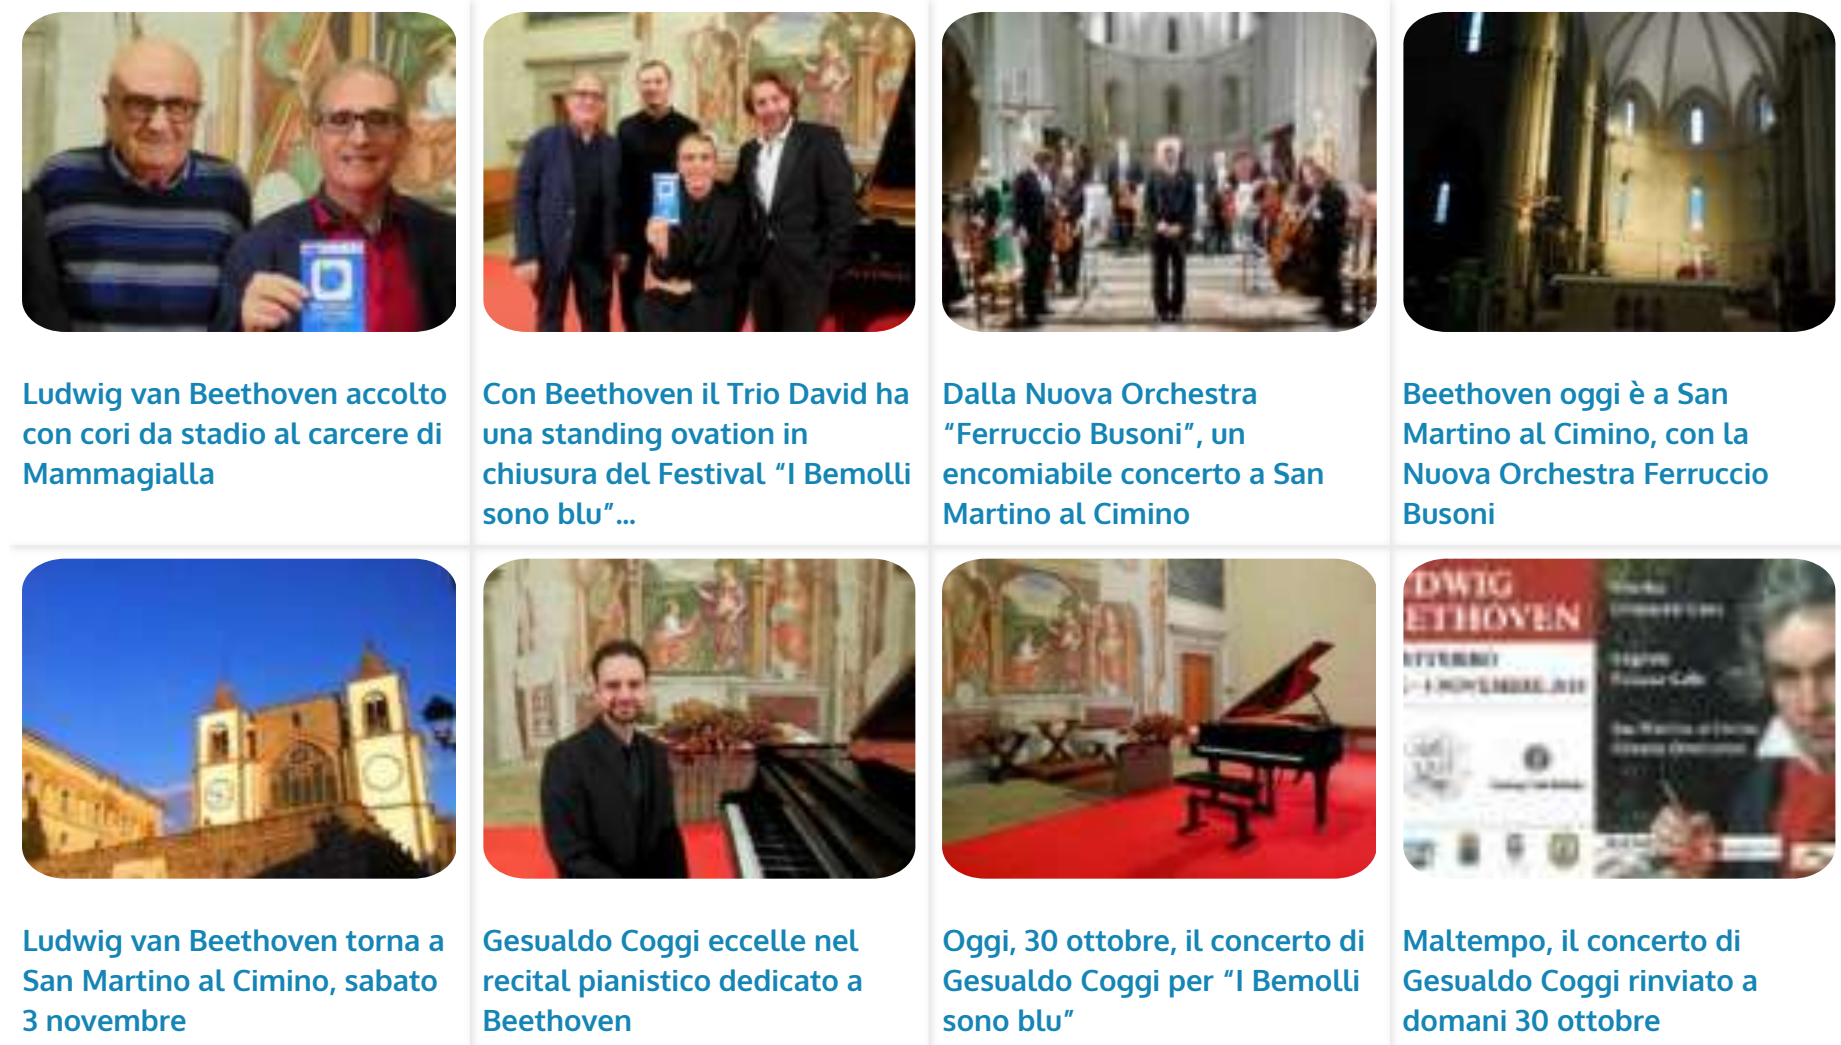 Ludwig van Beethoven accolto
con cori da stadio al carcere di
Mammagialla
Con Beethoven il Trio David ha
una standing ovation in
chiusura del Festival “I Bemolli
sono blu”...
Dalla Nuova Orchestra
“Ferruccio Busoni”, un
encomiabile concerto a San
Martino al Cimino
Beethoven oggi è a San
Martino al Cimino, con la
Nuova Orchestra Ferruccio
Busoni
DWIG
ETHOVEN
Ludwig van Beethoven torna a
San Martino al Cimino, sabato
3 novembre
Gesualdo Coggi eccelle nel
recital pianistico dedicato a
Beethoven
Oggi, 30 ottobre, il concerto di
Gesualdo Coggi per “I Bemolli
sono blu”
Maltempo, il concerto di
Gesualdo Coggi rinviato a
domani 30 ottobre